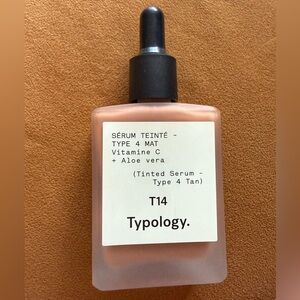 SÉRUM TEINTÉ -
TYPE 4 MAT
Vitamine C
+ Aloe vera
(Tinted Serum -
Type 4 Tan)
T14
Typology.